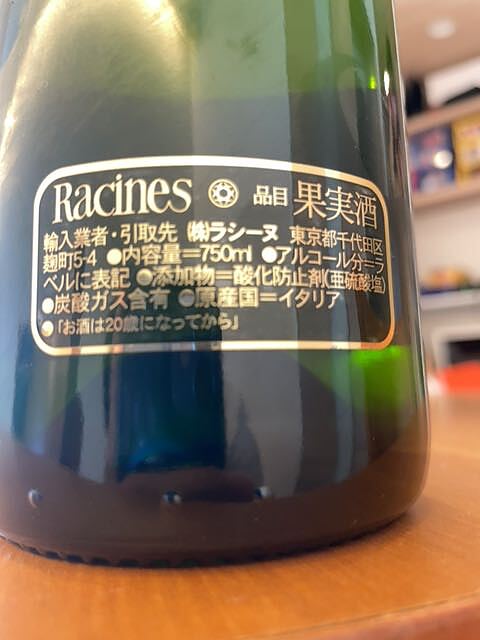 Racines 品目 果実酒
輸入業者・引取先 ㈱ラシーヌ 東京都千代田区
麹町5-4 ●内容量=750ml ●アルコール分=ラ
ベルに表記 ●添加物=酸化防止剤(亜硫酸塩)
●炭酸ガス含有 ●原産国=イタリア
●「お酒は20歳になってから」